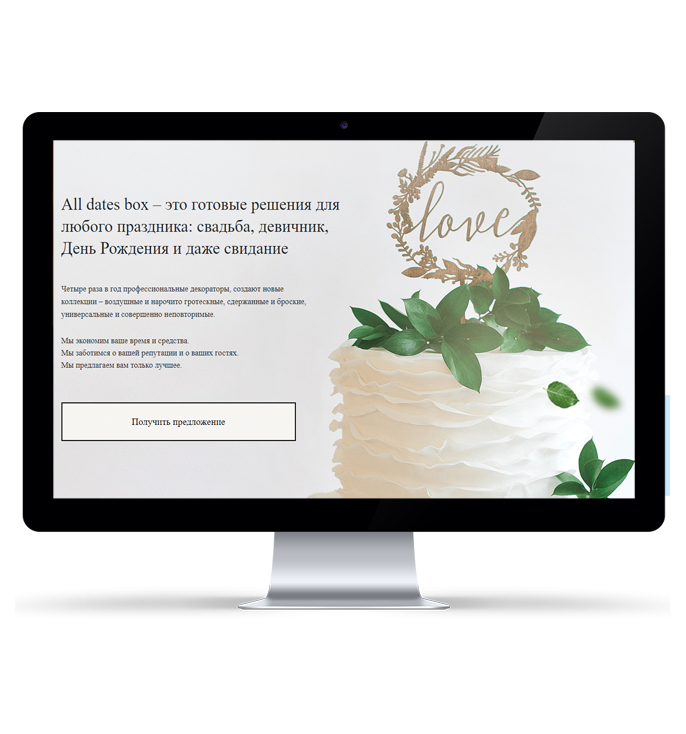 love
All dates box – это готовые решения для
любого праздника: свадьба, девичник,
День Рождения и даже свидание
Четыре раза в год профессиональные декораторы, создают новые
коллекции – воздушные и нарочито гротескные, сдержанные и броские,
универсальные и совершенно неповторимые.
Мы экономим ваше время и средства.
Мы заботимся о вашей репутации и о ваших гостях.
Мы предлагаем вам только лучшее.
Получить предложение